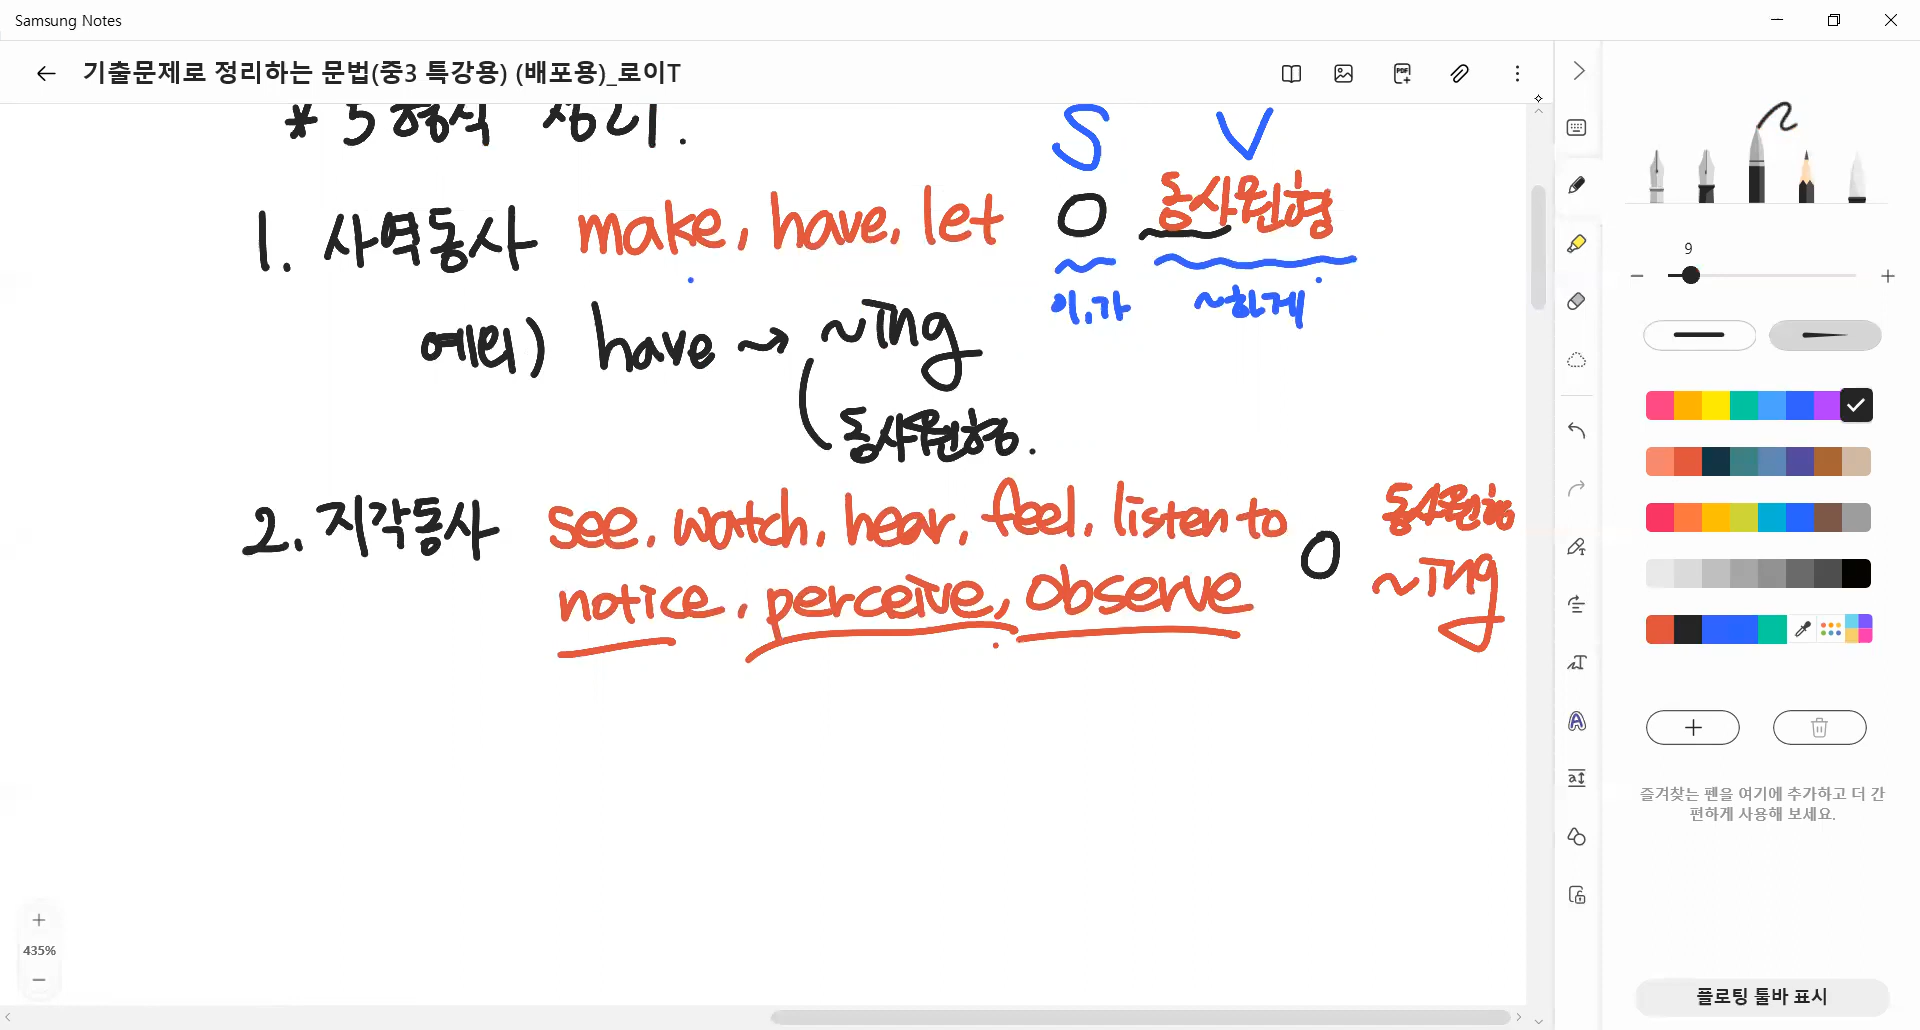 Samsung Notes
기출문제로 정리하는 문법(중3 특강용) (배포용)_로이T
* 5형식 정리.
S V
1. 사역동사 make, have, let O 동사원형
이,가 ~하게
예외) have → ~ing
동사원형.
2. 지각동사 see, watch, hear, feel, listen to O 동사원형
notice, perceive, observe ~ing
9
즐겨찾는 펜을 여기에 추가하고 더 간
편하게 사용해 보세요.
435%
플로팅 툴바 표시